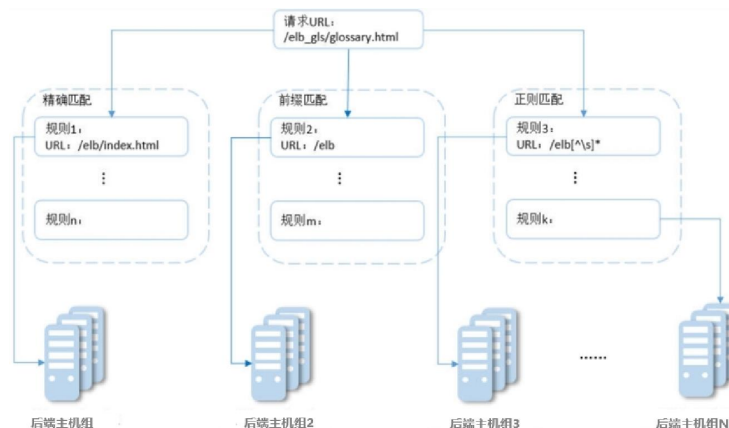 请求URL:
/elb_gls/glossary.html
精确匹配
前缀匹配
正则匹配
规则1:
URL: /elb/index.html
规则2:
URL: /elb
规则3:
URL: /elb[^\s]*
规则n:
规则m:
规则k:
......
后端主机组
后端主机组2
后端主机组3
后端主机组N